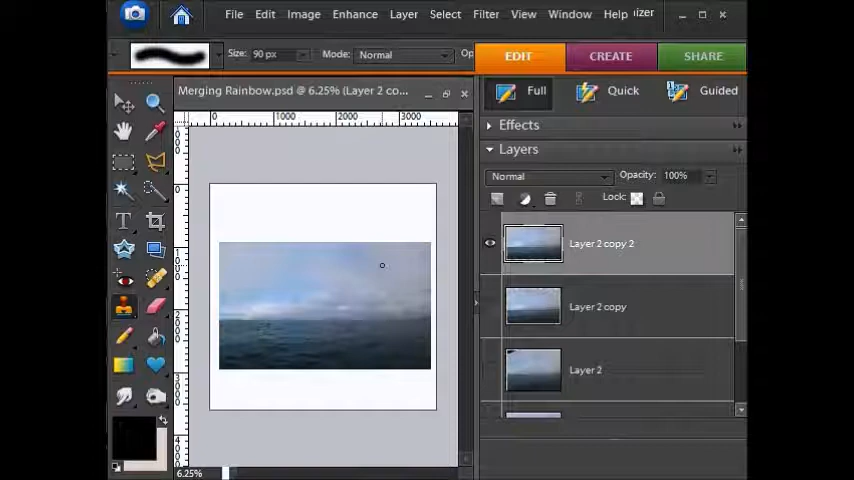 File Edit Image Enhance Layer Select Filter View Window Help
Size: 90 px Mode: Normal
EDIT CREATE SHARE
Merging Rainbow.psd @ 6.25% (Layer 2 co...
Full Quick Guided
0 1000 2000 3000
Effects
Layers
Normal Opacity: 100%
Lock:
Layer 2 copy 2
Layer 2 copy
Layer 2
6.25%